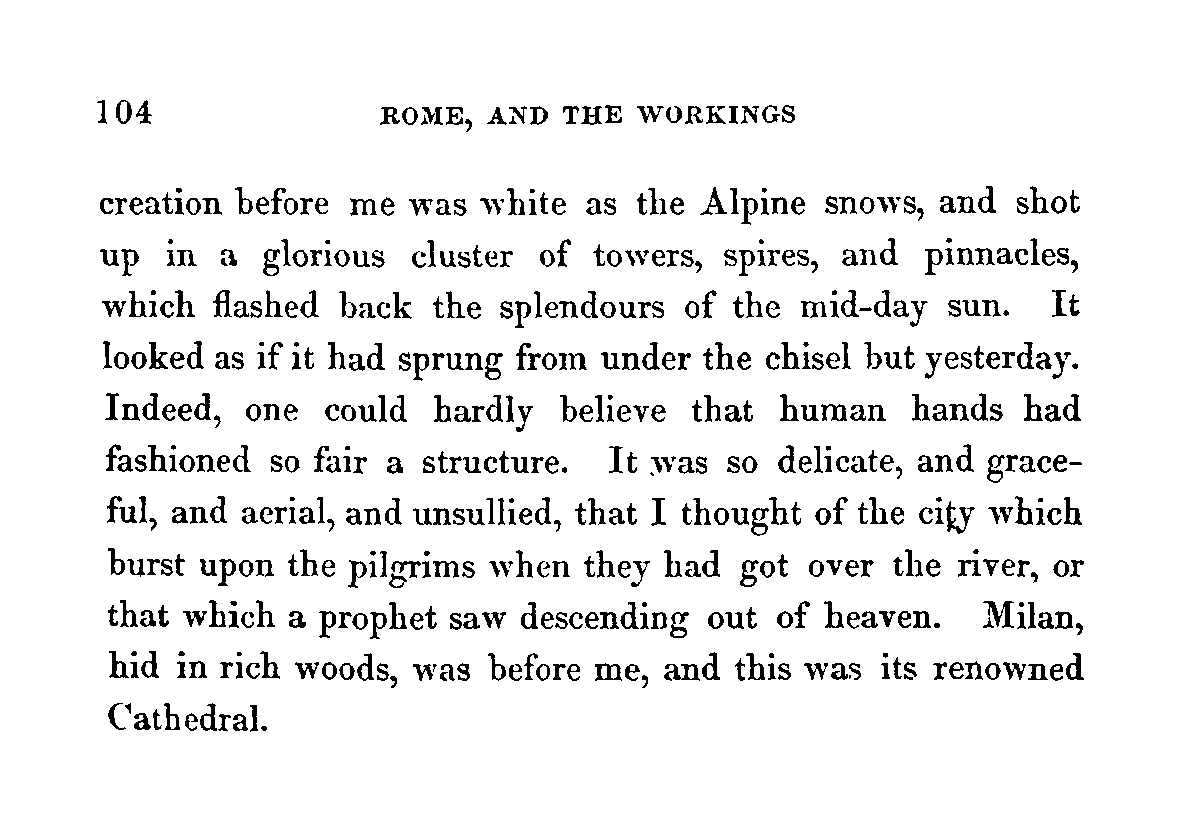 104 ROME, AND THE WORKINGS
creation before me was white as the Alpine snows, and shot
up in a glorious cluster of towers, spires, and pinnacles,
which flashed back the splendours of the mid-day sun. It
looked as if it had sprung from under the chisel but yesterday.
Indeed, one could hardly believe that human hands had
fashioned so fair a structure. It was so delicate, and grace-
ful, and aerial, and unsullied, that I thought of the city which
burst upon the pilgrims when they had got over the river, or
that which a prophet saw descending out of heaven. Milan,
hid in rich woods, was before me, and this was its renowned
Cathedral.